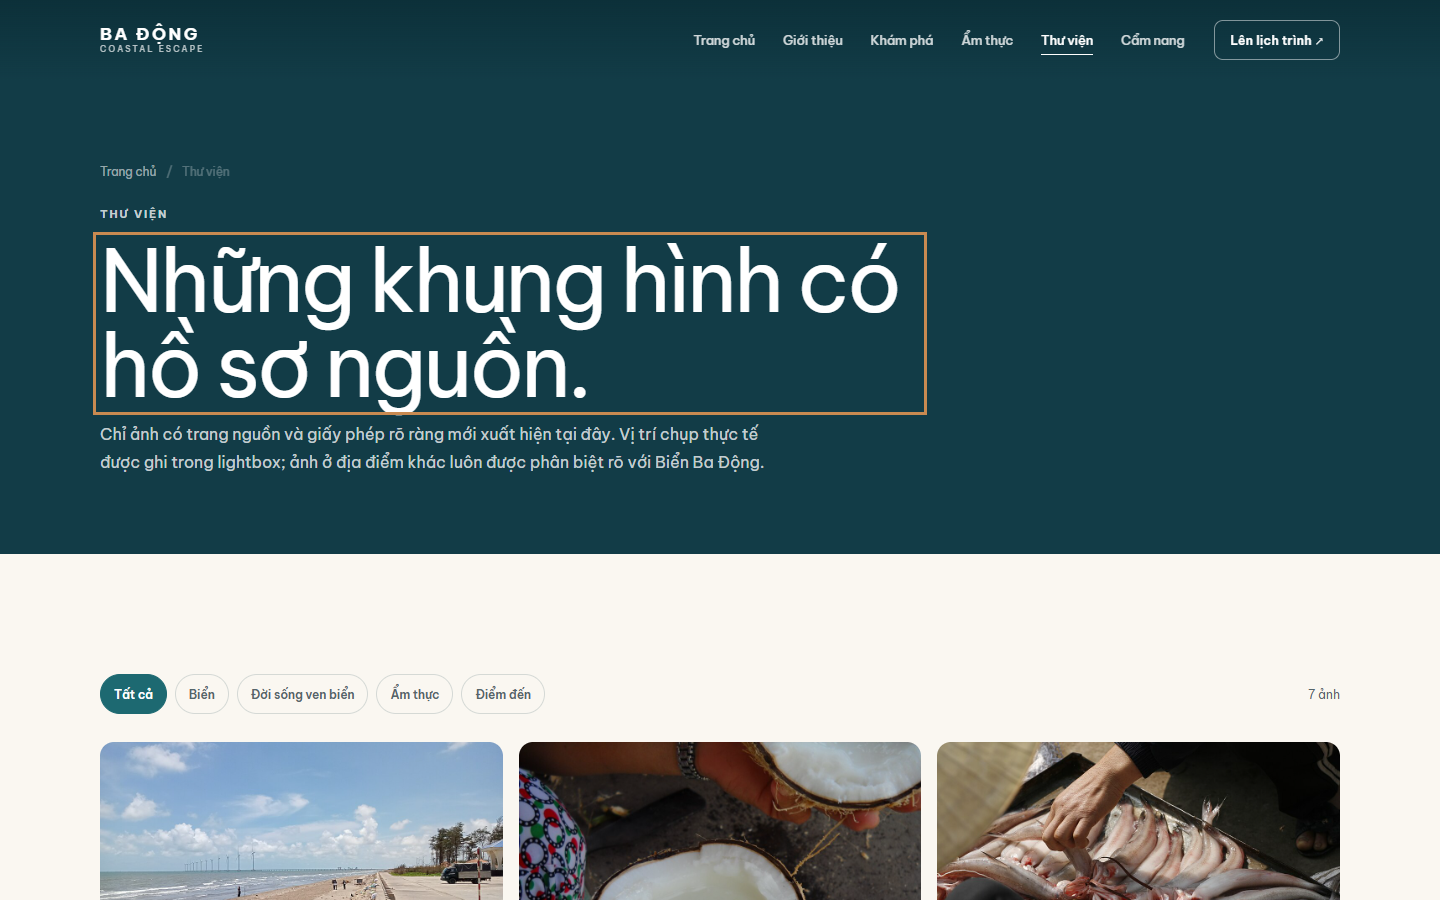 BA ĐỘNG
COASTAL ESCAPE
Trang chủ
Giới thiệu
Khám phá
Ẩm thực
Thư viện
Cẩm nang
Lên lịch trình ↗
Trang chủ / Thư viện
THƯ VIỆN
Những khung hình có
hồ sơ nguồn.
Chỉ ảnh có trang nguồn và giấy phép rõ ràng mới xuất hiện tại đây. Vị trí chụp thực tế
được ghi trong lightbox; ảnh ở địa điểm khác luôn được phân biệt rõ với Biển Ba Động.
Tất cả
Biển
Đời sống ven biển
Ẩm thực
Điểm đến
7 ảnh